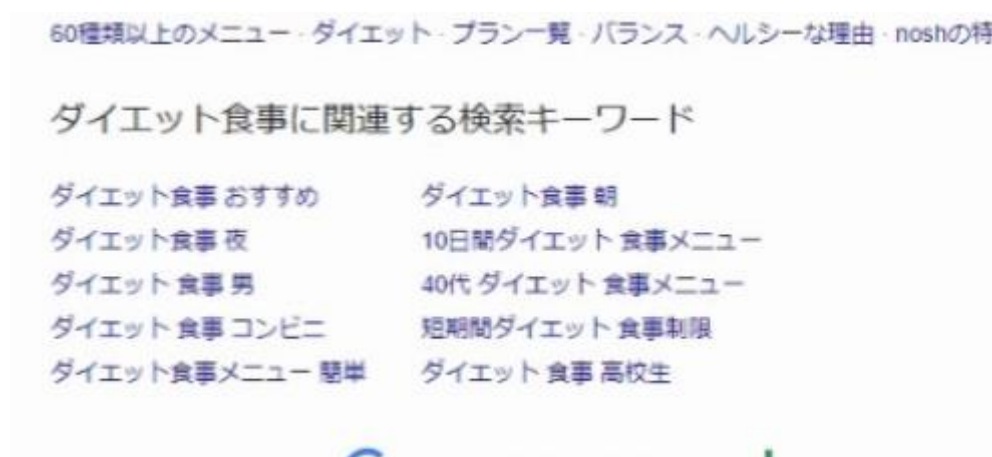 60種類以上のメニュー · ダイエット · プラン一覧 · バランス · ヘルシーな理由 · noshの特
ダイエット食事に関連する検索キーワード
ダイエット食事 おすすめ
ダイエット食事 夜
ダイエット 食事 男
ダイエット 食事 コンビニ
ダイエット食事メニュー 簡単
ダイエット食事 朝
10日間ダイエット 食事メニュー
40代 ダイエット 食事メニュー
短期間ダイエット 食事制限
ダイエット 食事 高校生